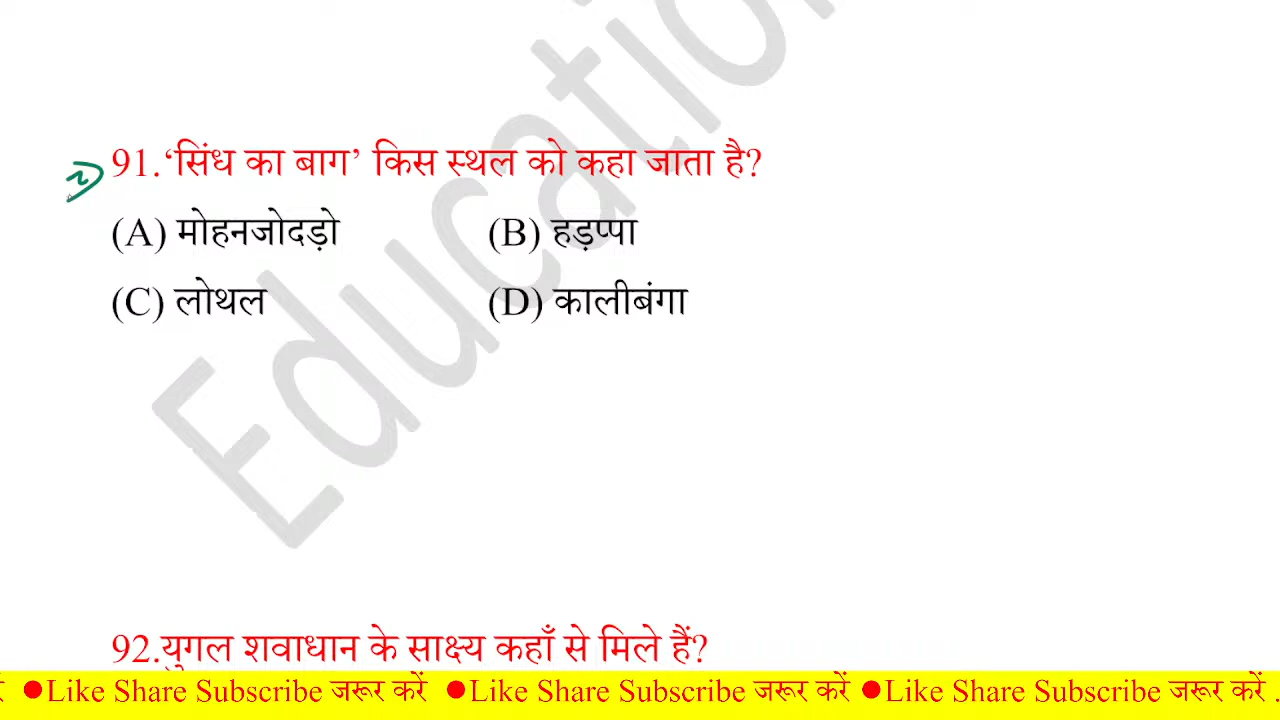 Education
91.‘सिंध का बाग’ किस स्थल को कहा जाता है?
(A) मोहनजोदड़ो (B) हड़प्पा
(C) लोथल (D) कालीबंगा
92.युगल शवाधान के साक्ष्य कहाँ से मिले हैं?
●Like Share Subscribe जरूर करें ●Like Share Subscribe जरूर करें ●Like Share Subscribe जरूर करें .